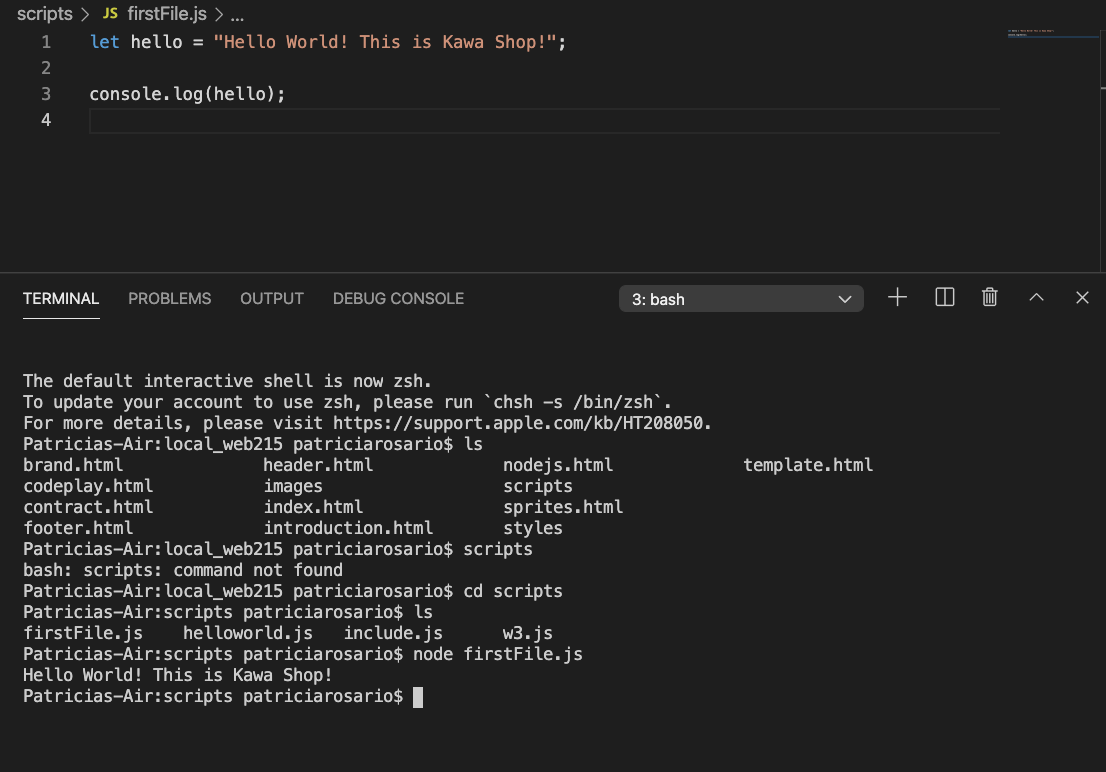 scripts > JS firstFile.js > ...
1 let hello = "Hello World! This is Kawa Shop!";
2
3 console.log(hello);
4
TERMINAL PROBLEMS OUTPUT DEBUG CONSOLE 3: bash
The default interactive shell is now zsh.
To update your account to use zsh, please run `chsh -s /bin/zsh`.
For more details, please visit https://support.apple.com/kb/HT208050.
Patricias-Air:local_web215 patriciarosario$ ls
brand.html header.html nodejs.html template.html
codeplay.html images scripts
contract.html index.html sprites.html
footer.html introduction.html styles
Patricias-Air:local_web215 patriciarosario$ scripts
bash: scripts: command not found
Patricias-Air:local_web215 patriciarosario$ cd scripts
Patricias-Air:scripts patriciarosario$ ls
firstFile.js helloworld.js include.js w3.js
Patricias-Air:scripts patriciarosario$ node firstFile.js
Hello World! This is Kawa Shop!
Patricias-Air:scripts patriciarosario$